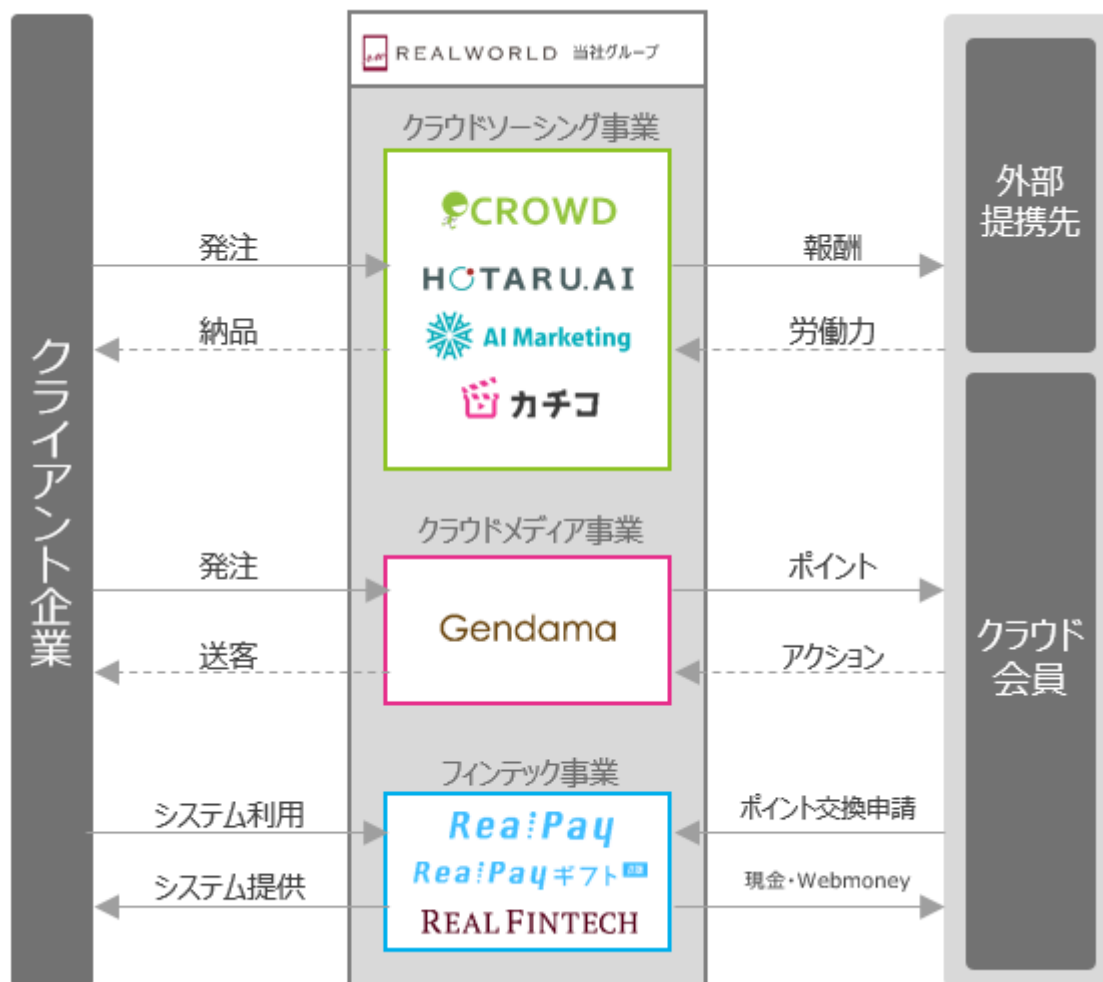 REALWORLD 当社グループ
クラウドソーシング事業
CROWD
HOTARU.AI
AI Marketing
カチコ
クライアント企業
発注
納品
報酬
労働力
外部
提携先
クラウドメディア事業
Gendama
発注
送客
ポイント
アクション
クラウド
会員
フィンテック事業
RealPay
RealPayギフト
REAL FINTECH
システム利用
システム提供
ポイント交換申請
現金・Webmoney